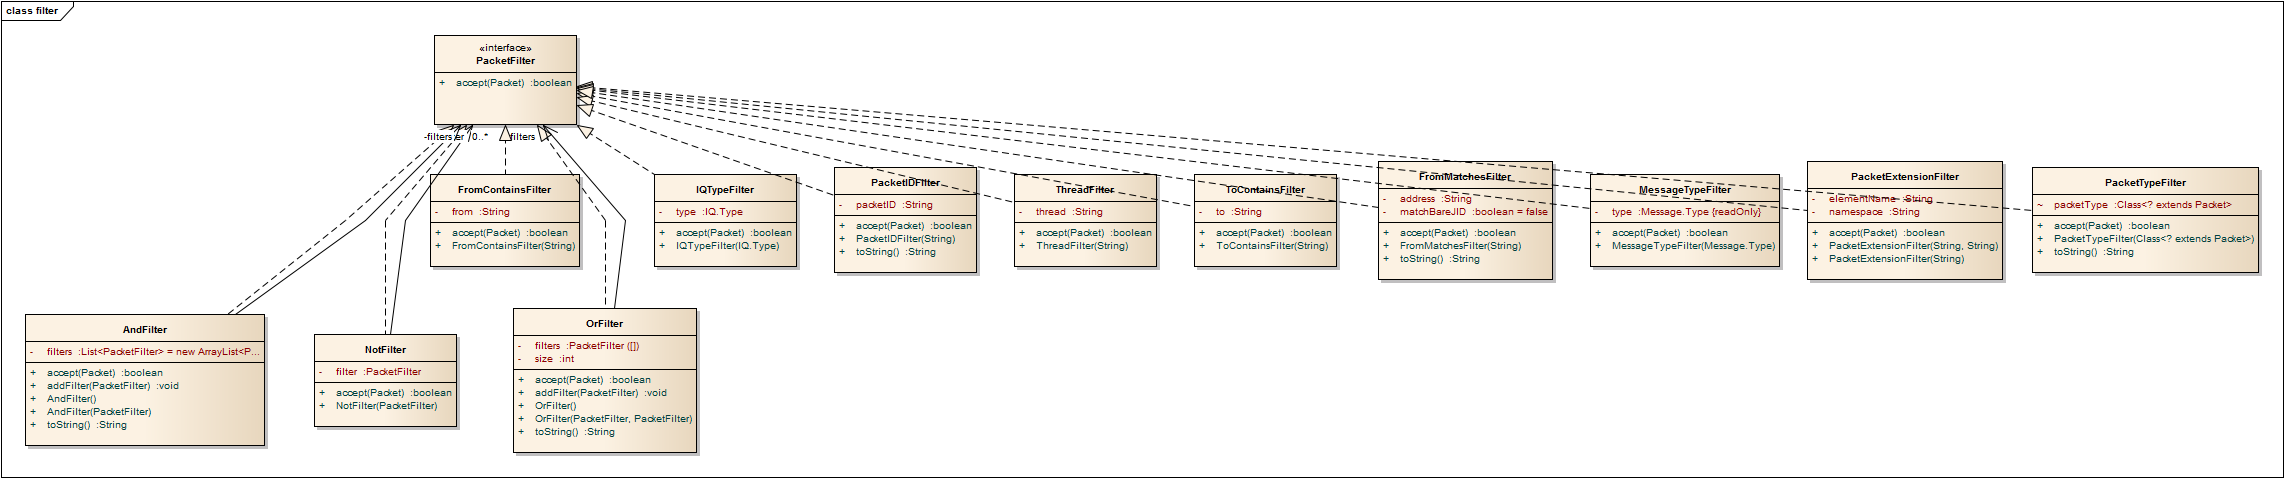 class filter
«interface»
PacketFilter
+ accept(Packet) :boolean
-filters er 0..* filters
FromContainsFilter
- from :String
+ accept(Packet) :boolean
+ FromContainsFilter(String)
IQTypeFilter
- type :IQ.Type
+ accept(Packet) :boolean
+ IQTypeFilter(IQ.Type)
PacketIDFilter
- packetID :String
+ accept(Packet) :boolean
+ PacketIDFilter(String)
+ toString() :String
ThreadFilter
- thread :String
+ accept(Packet) :boolean
+ ThreadFilter(String)
ToContainsFilter
- to :String
+ accept(Packet) :boolean
+ ToContainsFilter(String)
FromMatchesFilter
- address :String
- matchBareJID :boolean = false
+ accept(Packet) :boolean
+ FromMatchesFilter(String)
+ toString() :String
MessageTypeFilter
- type :Message.Type {readOnly}
+ accept(Packet) :boolean
+ MessageTypeFilter(Message.Type)
PacketExtensionFilter
- elementName :String
- namespace :String
+ accept(Packet) :boolean
+ PacketExtensionFilter(String, String)
+ PacketExtensionFilter(String)
PacketTypeFilter
~ packetType :Class<? extends Packet>
+ accept(Packet) :boolean
+ PacketTypeFilter(Class<? extends Packet>)
+ toString() :String
AndFilter
- filters :List<PacketFilter> = new ArrayList<P...
+ accept(Packet) :boolean
+ addFilter(PacketFilter) :void
+ AndFilter()
+ AndFilter(PacketFilter)
+ toString() :String
NotFilter
- filter :PacketFilter
+ accept(Packet) :boolean
+ NotFilter(PacketFilter)
OrFilter
- filters :PacketFilter ([])
- size :int
+ accept(Packet) :boolean
+ addFilter(PacketFilter) :void
+ OrFilter()
+ OrFilter(PacketFilter, PacketFilter)
+ toString() :String